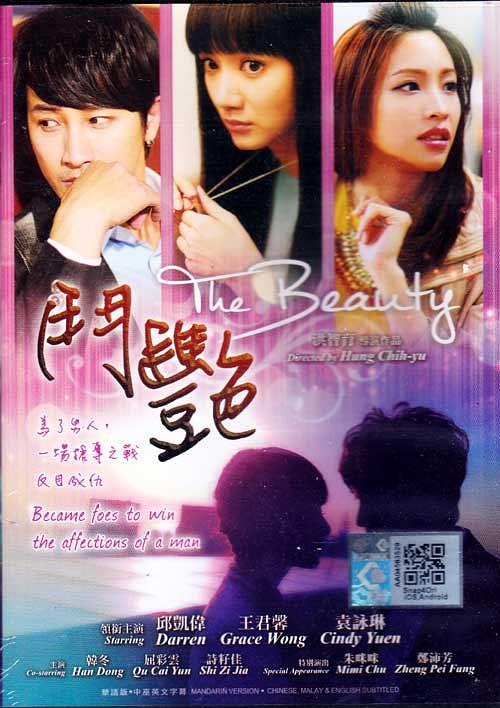 The Beauty
鬥艷
洪智育 導演作品
Directed by Hung Chih-yu
為了男人，
一場搶奪之戰
反目成仇
Became foes to win
the affections of a man
AA04583529
Snap4Ori
iOS, Android
領銜主演 邱凱偉 王君馨 袁詠琳
Starring Darren Grace Wong Cindy Yuen
主演 韓冬 屈彩云 詩籽佳 特別演出 朱咪咪 鄭沛芳
Co-starring Han Dong Qu Cai Yun Shi Zi Jia Special Appearance Mimi Chu Zheng Pei Fang
華語版・中巫英文字幕 MANDARIN VERSION • CHINESE, MALAY & ENGLISH SUBTITLED